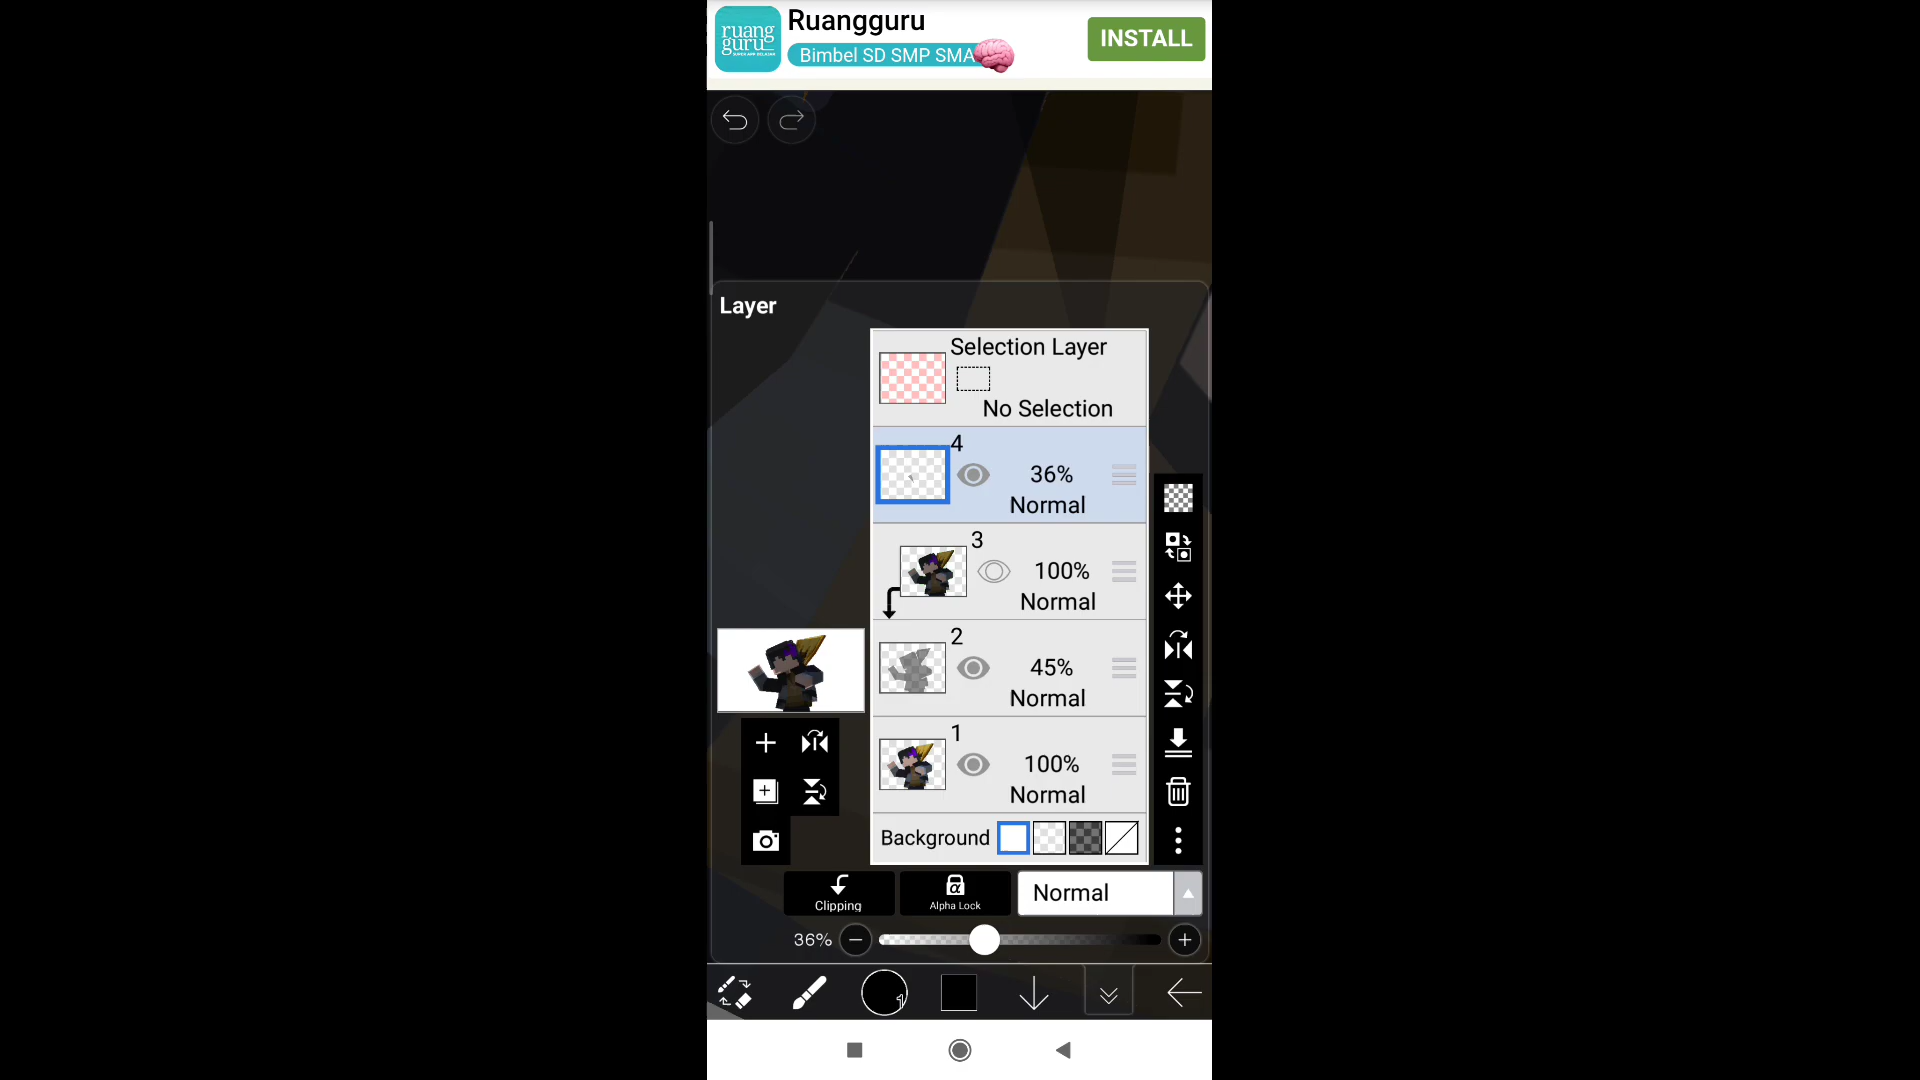 ruang
guru
Ruangguru
Bimbel SD SMP SMA
INSTALL
Layer
Selection Layer
No Selection
4
36%
Normal
3
100%
Normal
2
45%
Normal
1
100%
Normal
Background
Clipping
α
Alpha Lock
Normal
36%
1